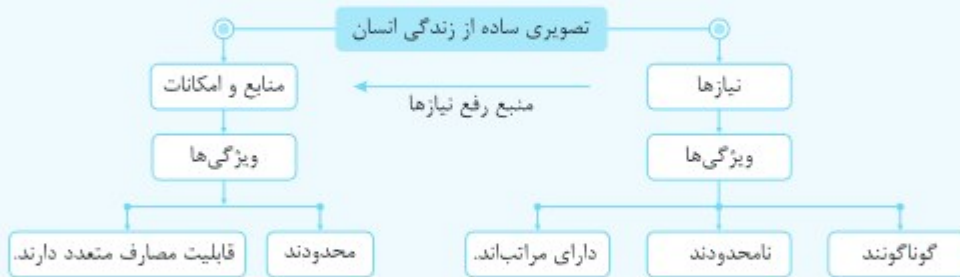 تصویری ساده از زندگی انسان
نیازها
منابع و امکانات
منبع رفع نیازها
ویژگی‌ها
ویژگی‌ها
گوناگونند
نامحدودند
دارای مراتب‌اند.
محدودند
قابلیت مصارف متعدد دارند.